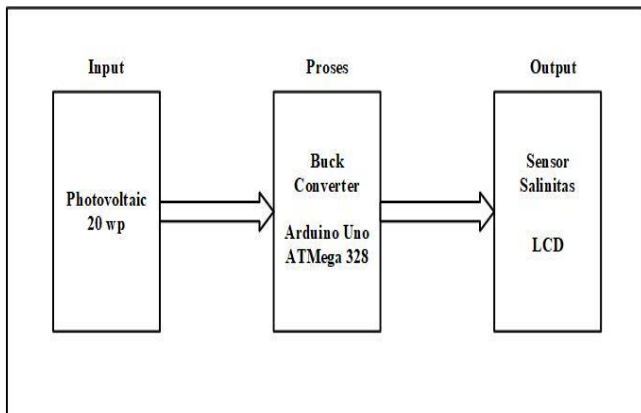 Input
Proses
Output
Photovoltaic
20 wp
Buck
Converter
Arduino Uno
ATMega 328
Sensor
Salinitas
LCD